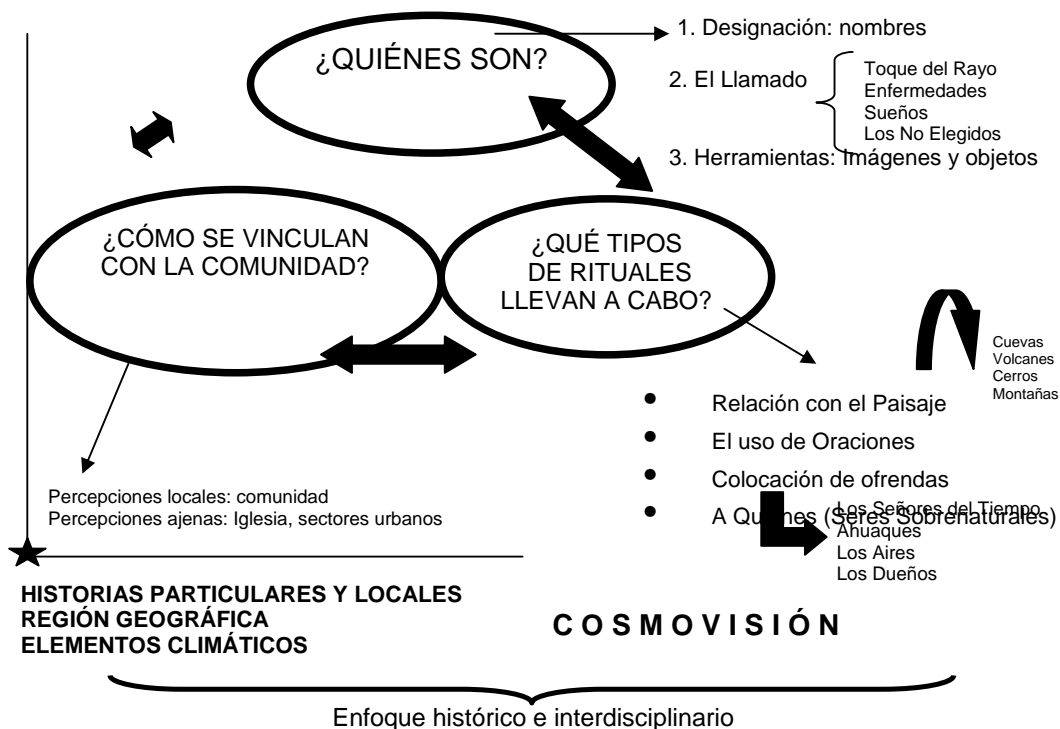 ¿QUIÉNES SON?
1. Designación: nombres
2. El Llamado
Toque del Rayo
Enfermedades
Sueños
Los No Elegidos
3. Herramientas: Imágenes y objetos
¿CÓMO SE VINCULAN
CON LA COMUNIDAD?
¿QUÉ TIPOS
DE RITUALES
LLEVAN A CABO?
Cuevas
Volcanes
Cerros
Montañas
• Relación con el Paisaje
• El uso de Oraciones
• Colocación de ofrendas
• A Quienes (Seres Sobrenaturales)
Los Señores del Tiempo
Ahuaques
Los Aires
Los Dueños
Percepciones locales: comunidad
Percepciones ajenas: Iglesia, sectores urbanos
HISTORIAS PARTICULARES Y LOCALES
REGIÓN GEOGRÁFICA
ELEMENTOS CLIMÁTICOS
COSMOVISIÓN
Enfoque histórico e interdisciplinario